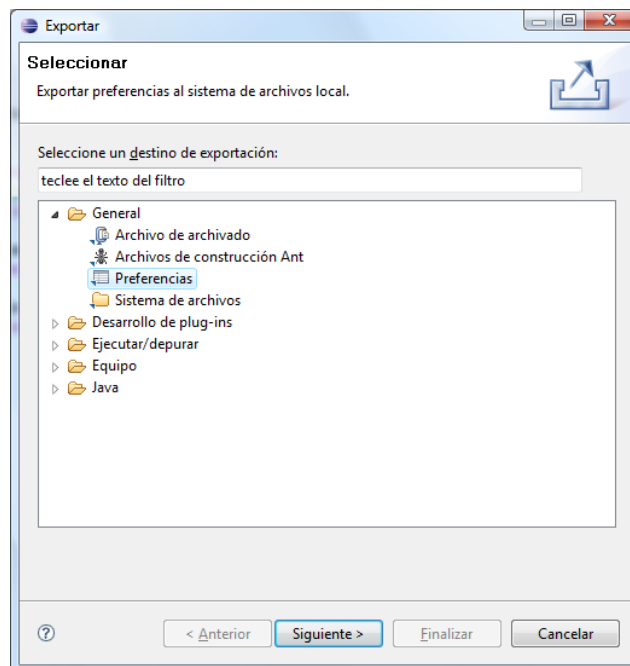 Exportar
Seleccionar
Exportar preferencias al sistema de archivos local.
Seleccione un destino de exportación:
teclee el texto del filtro
General
Archivo de archivado
Archivos de construcción Ant
Preferencias
Sistema de archivos
Desarrollo de plug-ins
Ejecutar/depurar
Equipo
Java
? < Anterior Siguiente > Finalizar Cancelar